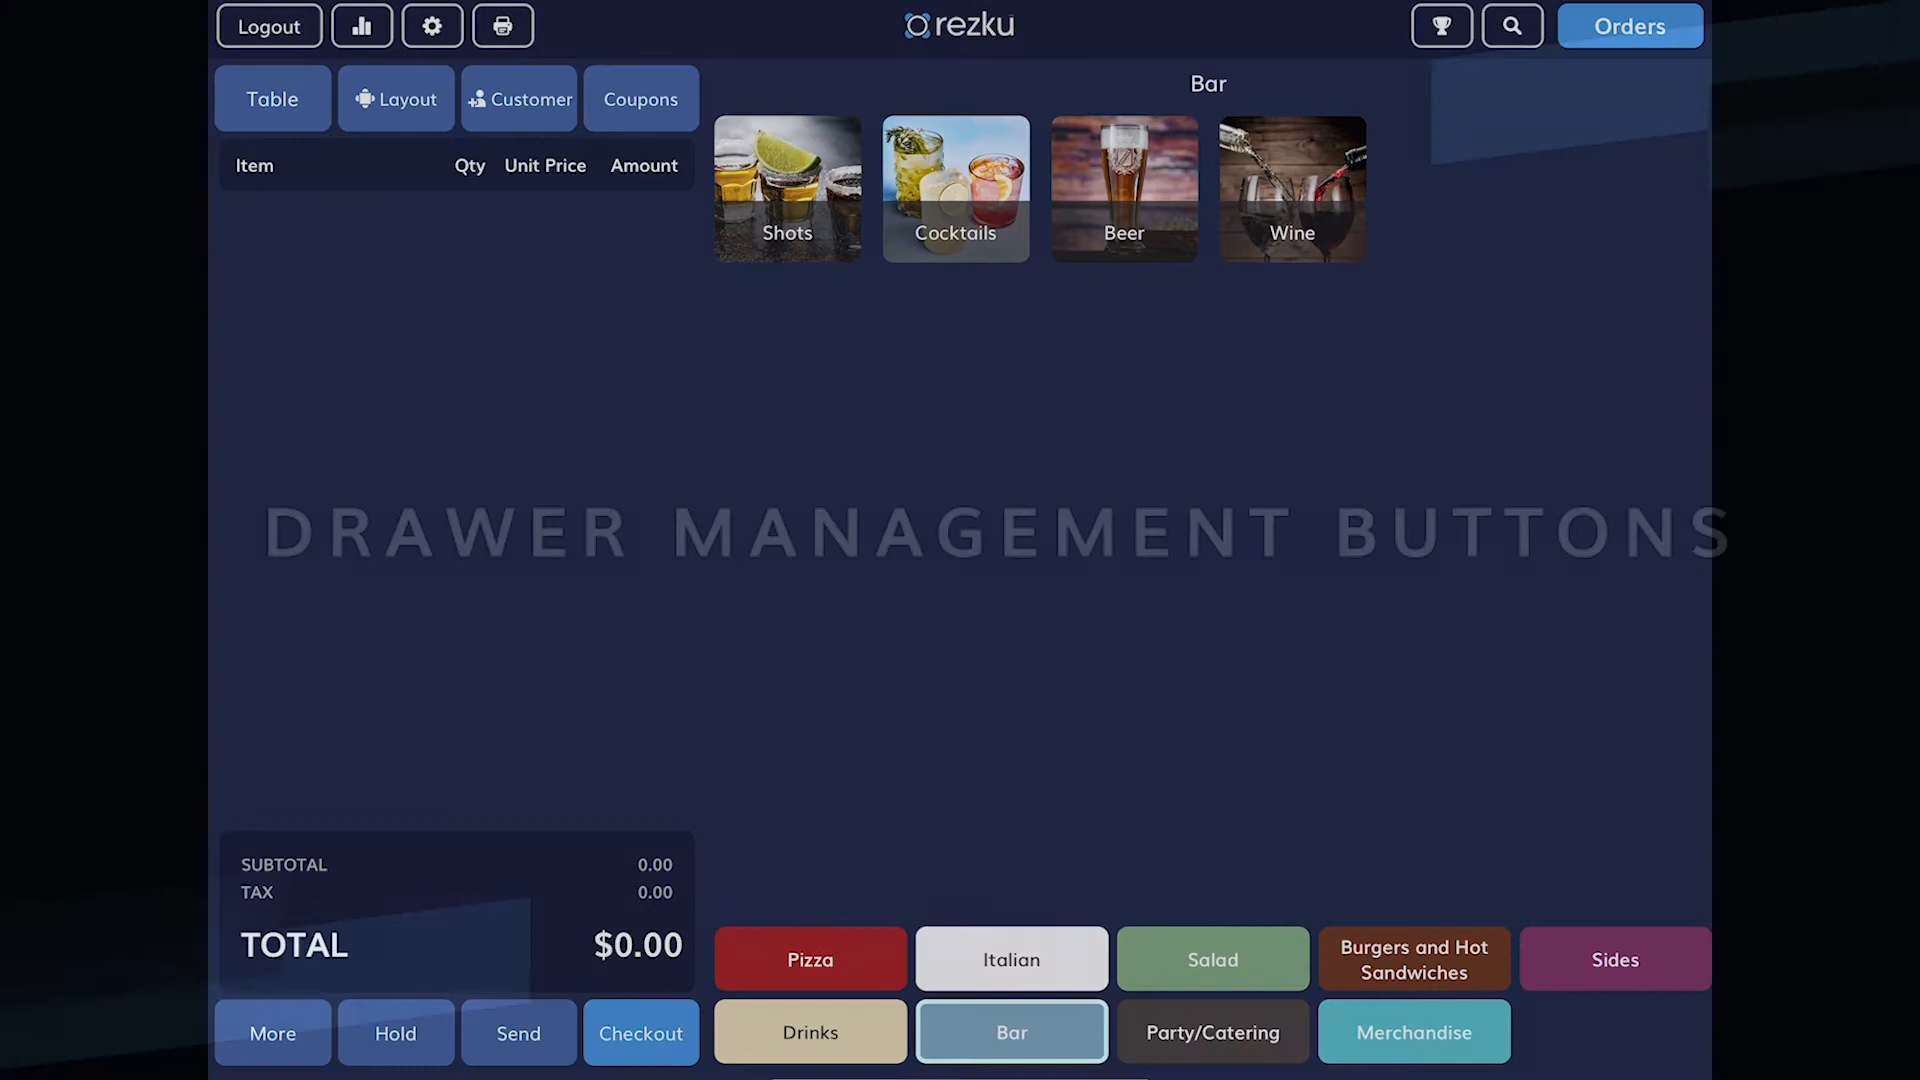 Logout
rezku
Orders
Table
Layout
Customer
Coupons
Bar
Item Qty Unit Price Amount
Shots
Cocktails
Beer
Wine
DRAWER MANAGEMENT BUTTONS
SUBTOTAL 0.00
TAX 0.00
TOTAL $0.00
Pizza
Italian
Salad
Burgers and Hot
Sandwiches
Sides
More
Hold
Send
Checkout
Drinks
Bar
Party/Catering
Merchandise